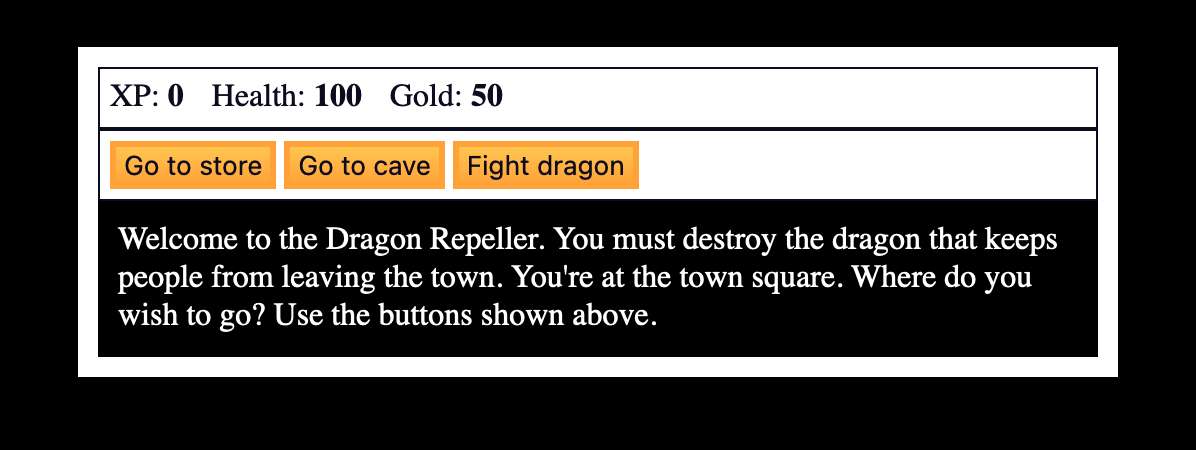 XP: 0 Health: 100 Gold: 50
Go to store Go to cave Fight dragon
Welcome to the Dragon Repeller. You must destroy the dragon that keeps
people from leaving the town. You're at the town square. Where do you
wish to go? Use the buttons shown above.